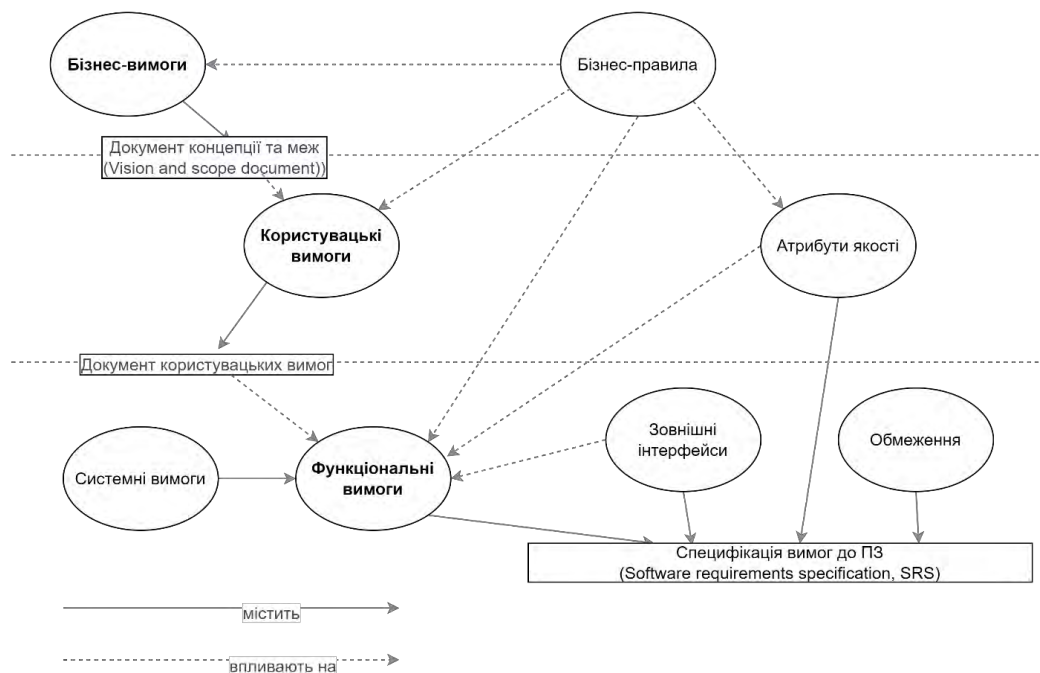 Бізнес-вимоги
Бізнес-правила
Документ концепції та меж
(Vision and scope document))
Користувацькі
вимоги
Атрибути якості
Документ користувацьких вимог
Системні вимоги
Функціональні
вимоги
Зовнішні
інтерфейси
Обмеження
Специфікація вимог до ПЗ
(Software requirements specification, SRS)
містить
впливають на